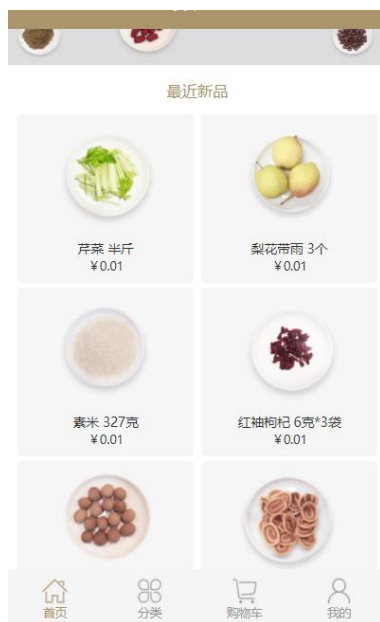 最近新品
芹菜 半斤
￥0.01
梨花带雨 3个
￥0.01
素米 327克
￥0.01
红袖枸杞 6克*3袋
￥0.01
首页
分类
购物车
我的